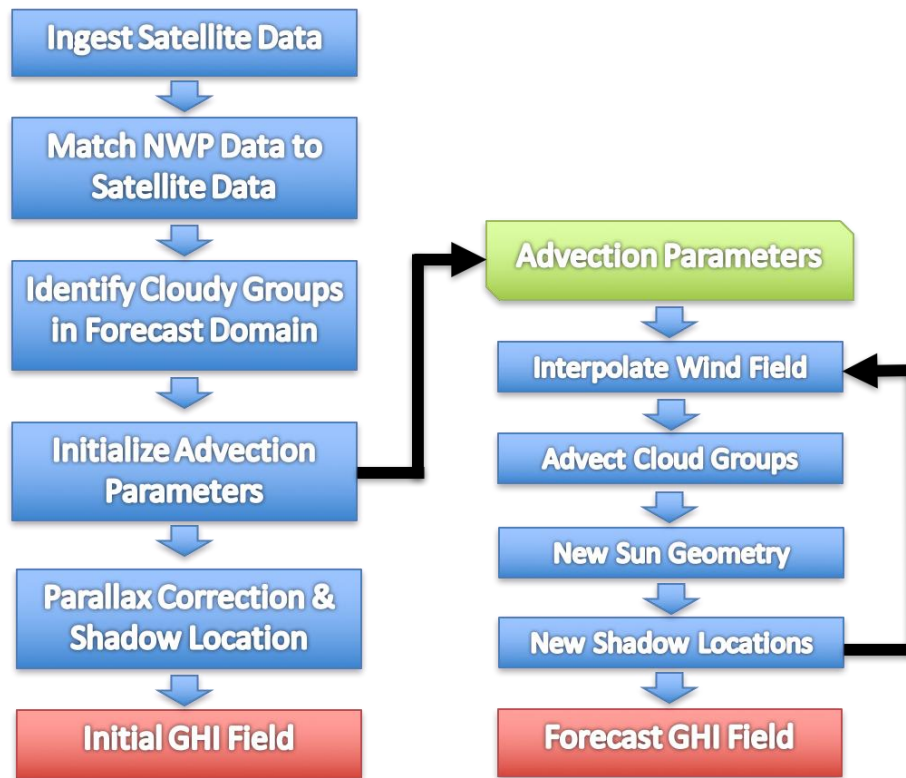 Ingest Satellite Data
Match NWP Data to
Satellite Data
Identify Cloudy Groups
in Forecast Domain
Initialize Advection
Parameters
Parallax Correction &
Shadow Location
Initial GHI Field
Advection Parameters
Interpolate Wind Field
Advect Cloud Groups
New Sun Geometry
New Shadow Locations
Forecast GHI Field